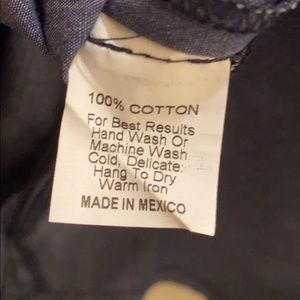 100% COTTON
For Best Results
Hand Wash Or
Machine Wash
Cold, Delicate
Hang To Dry
Warm Iron
MADE IN MEXICO